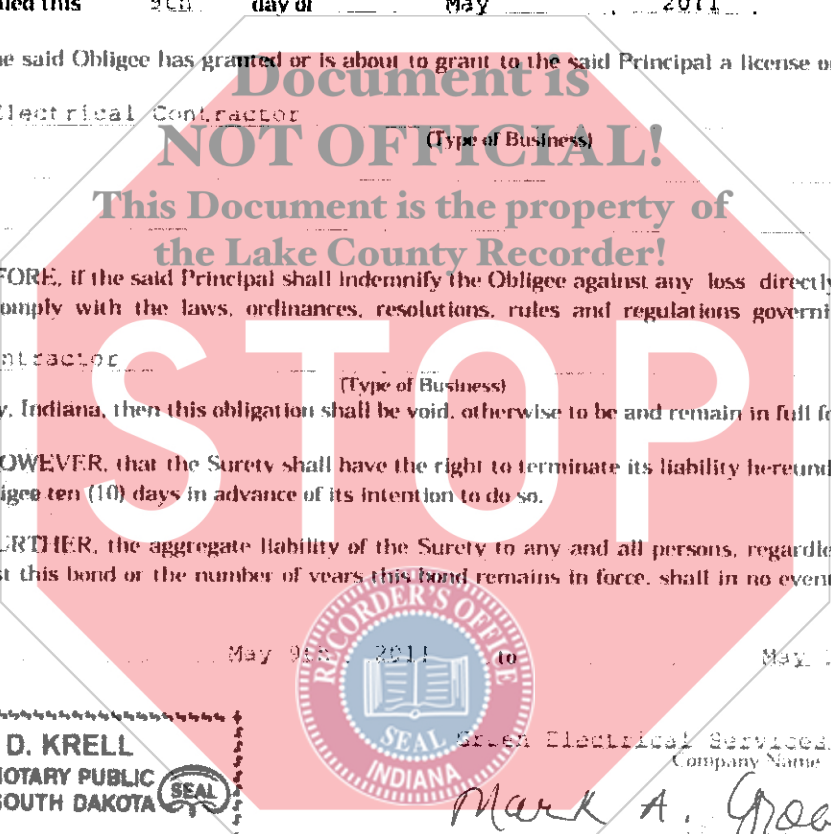 this 9th day of May , 2011 .
he said Obligee has granted or is about to grant to the said Principal a license o
Document is
Electrical Contractor
NOT OFFICIAL!
(Type of Business)
This Document is the property of
the Lake County Recorder!
FORE, if the said Principal shall indemnify the Obligee against any loss directly
omply with the laws, ordinances, resolutions, rules and regulations governi
ntractor
(Type of Business)
y, Indiana, then this obligation shall be void, otherwise to be and remain in full fo
STOP
OWEVER, that the Surety shall have the right to terminate its liability hereund
igee ten (10) days in advance of its intention to do so.
URTHER, the aggregate liability of the Surety to any and all persons, regardle
st this bond or the number of years this bond remains in force, shall in no even
May 9th, 2011 to May
RECORDER'S OFFICE
SEAL
INDIANA
D. KRELL
NOTARY PUBLIC
SOUTH DAKOTA
SEAL
Electrical Services
Company Name
Mark A.